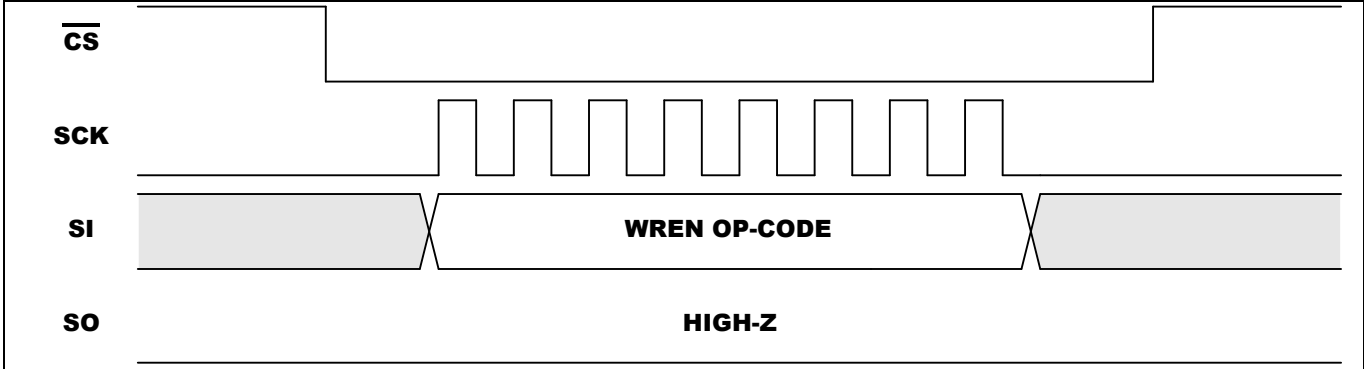 CS
SCK
SI
WREN OP-CODE
SO
HIGH-Z